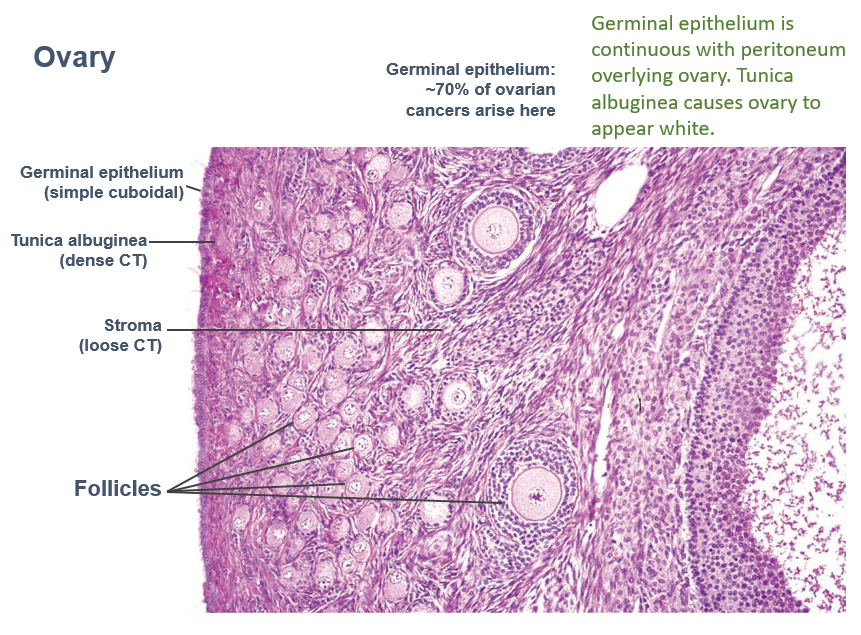 Ovary
Germinal epithelium:
~70% of ovarian
cancers arise here
Germinal epithelium is
continuous with peritoneum
overlying ovary. Tunica
albuginea causes ovary to
appear white.
Germinal epithelium
(simple cuboidal)
Tunica albuginea
(dense CT)
Stroma
(loose CT)
Follicles